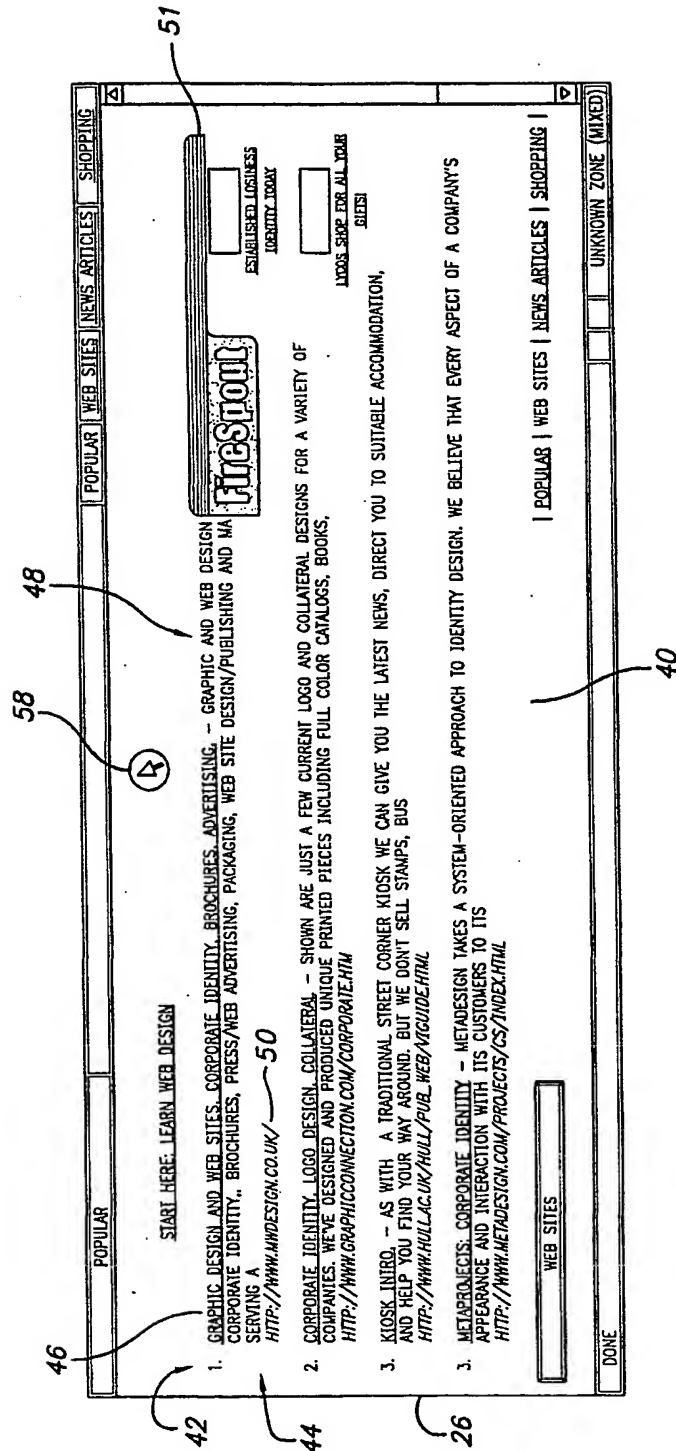 58
48
51
46
42
44
50
26
40
POPULAR
POPULAR | WEB SITES | NEWS ARTICLES | SHOPPING
START HERE: LEARN WEB DESIGN
1. GRAPHIC DESIGN AND WEB SITES, CORPORATE IDENTITY, BROCHURES, ADVERTISING, - GRAPHIC AND WEB DESIGN
CORPORATE IDENTITY,, BROCHURES, PRESS/WEB ADVERTISING, PACKAGING, WEB SITE DESIGN/PUBLISHING AND MA
SERVING A
HTTP://WWW.MWDESIGN.CO.UK/
FireSpout
ESTABLISHED LOSINESS
IDENTITY TODAY
LYCOS SHOP FOR ALL YOUR
GIFTS!
2. CORPORATE IDENTITY, LOGO DESIGN, COLLATERAL - SHOWN ARE JUST A FEW CURRENT LOGO AND COLLATERAL DESIGNS FOR A VARIETY OF
COMPANIES. WE'VE DESIGNED AND PRODUCED UNIQUE PRINTED PIECES INCLUDING FULL COLOR CATALOGS, BOOKS,
HTTP://WWW.GRAPHICCONNECTION.COM/CORPORATE.HTM
3. KIOSK INTRO, - AS WITH A TRADITIONAL STREET CORNER KIOSK WE CAN GIVE YOU THE LATEST NEWS, DIRECT YOU TO SUITABLE ACCOMMODATION,
AND HELP YOU FIND YOUR WAY AROUND. BUT WE DON'T SELL STAMPS, BUS
HTTP://WWW.HULL.AC.UK/HULL/PUB_WEB/VIGUIDE.HTML
3. METAPROJECTS: CORPORATE IDENTITY - METADESIGN TAKES A SYSTEM-ORIENTED APPROACH TO IDENTITY DESIGN. WE BELIEVE THAT EVERY ASPECT OF A COMPANY'S
APPEARANCE AND INTERACTION WITH ITS CUSTOMERS TO ITS
HTTP://WWW.METADESIGN.COM/PROJECTS/CS/INDEX.HTML
WEB SITES
| POPULAR | WEB SITES | NEWS ARTICLES | SHOPPING |
DONE
UNKNOWN ZONE (MIXED)